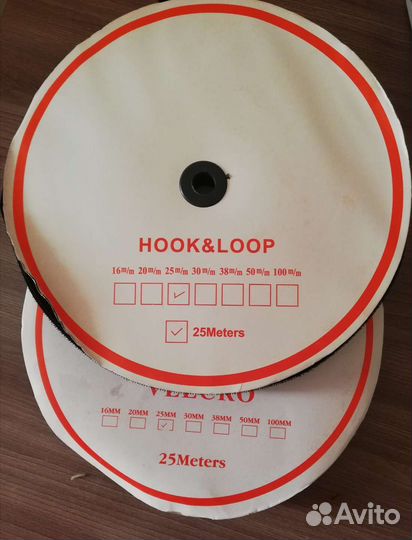 HOOK&LOOP
16m/m 20m/m 25m/m 30m/m 38m/m 50m/m 100m/m
25Meters
VELCRO
16MM 20MM 25MM 30MM 38MM 50MM 100MM
25Meters
Avito